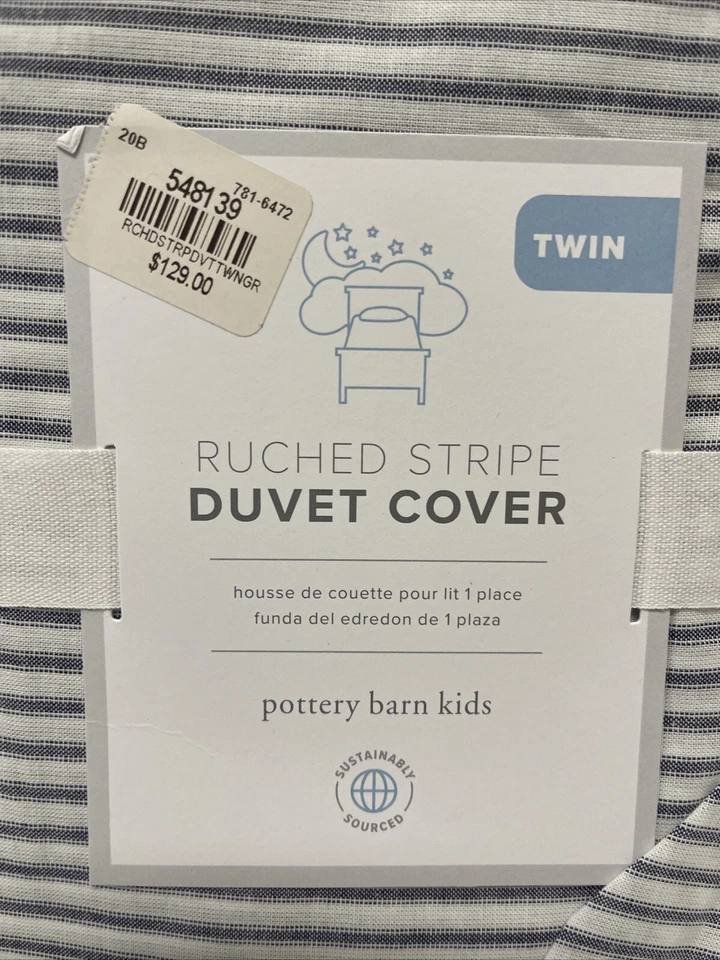 20B
548139
781-6472
RCHDSTRPDVTTWNGR
$129.00
TWIN
RUCHED STRIPE
DUVET COVER
housse de couette pour lit 1 place
funda del edredon de 1 plaza
pottery barn kids
SUSTAINABLY
SOURCED